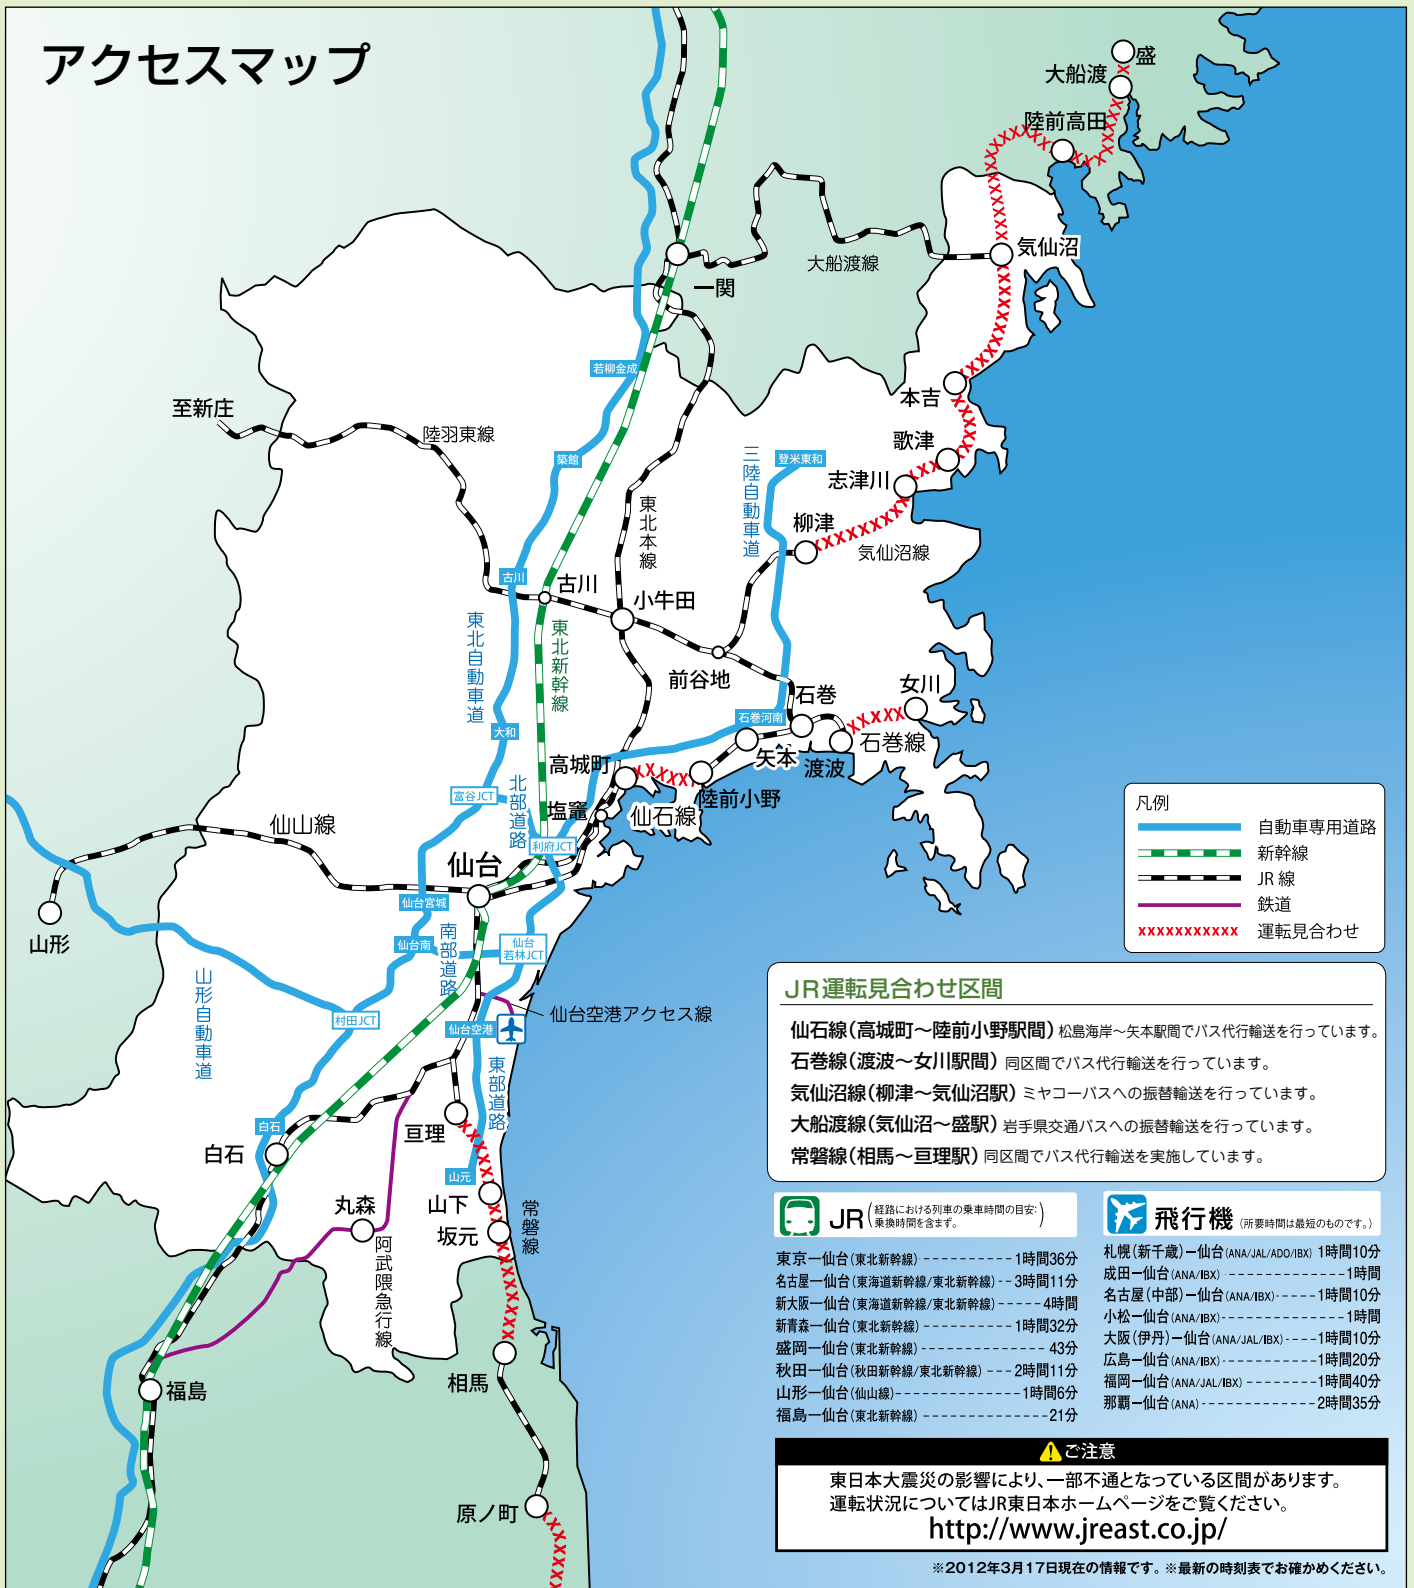 アクセスマップ
盛
大船渡
陸前高田
気仙沼
大船渡線
一関
若柳金成
本吉
至新庄
陸羽東線
歌津
築館
三陸自動車道
登米東和
志津川
東北本線
柳津
気仙沼線
古川
古川
小牛田
東北自動車道
東北新幹線
前谷地
石巻
女川
石巻河南
大和
矢本
渡波
石巻線
高城町
陸前小野
富谷JCT
北部道路
塩竈
仙石線
仙山線
利府JCT
仙台
仙台宮城
山形
仙台南
南部道路
仙台
若林JCT
山形自動車道
村田JCT
仙台空港アクセス線
仙台空港
東部道路
亘理
白石
白石
山元
丸森
山下
坂元
常磐線
阿武隈急行線
相馬
福島
原ノ町
凡例
自動車専用道路
新幹線
JR線
鉄道
xxxxxxxxxxx 運転見合わせ
JR運転見合わせ区間
仙石線(高城町〜陸前小野駅間) 松島海岸〜矢本駅間でバス代行輸送を行っています。
石巻線(渡波〜女川駅間) 同区間でバス代行輸送を行っています。
気仙沼線(柳津〜気仙沼駅) ミヤコーバスへの振替輸送を行っています。
大船渡線(気仙沼〜盛駅) 岩手県交通バスへの振替輸送を行っています。
常磐線(相馬〜亘理駅) 同区間でバス代行輸送を実施しています。
JR (経路における列車の乗車時間の目安:
乗換時間を含まず。)
東京ー仙台(東北新幹線)----------1時間36分
名古屋ー仙台(東海道新幹線/東北新幹線)--3時間11分
新大阪ー仙台(東海道新幹線/東北新幹線)-----4時間
新青森ー仙台(東北新幹線)----------1時間32分
盛岡ー仙台(東北新幹線)--------------43分
秋田ー仙台(秋田新幹線/東北新幹線)---2時間11分
山形ー仙台(仙山線)--------------1時間6分
福島ー仙台(東北新幹線)--------------21分
飛行機(所要時間は最短のものです。)
札幌(新千歳)ー仙台(ANA/JAL/ADO/IBX) 1時間10分
成田ー仙台(ANA/IBX)--------------1時間
名古屋(中部)ー仙台(ANA/IBX)-----1時間10分
小松ー仙台(ANA/IBX)--------------1時間
大阪(伊丹)ー仙台(ANA/JAL/IBX)----1時間10分
広島ー仙台(ANA/IBX)-----------1時間20分
福岡ー仙台(ANA/JAL/IBX)---------1時間40分
那覇ー仙台(ANA)--------------2時間35分
ご注意
東日本大震災の影響により、一部不通となっている区間があります。
運転状況についてはJR東日本ホームページをご覧ください。
http://www.jreast.co.jp/
※2012年3月17日現在の情報です。※最新の時刻表でお確かめください。